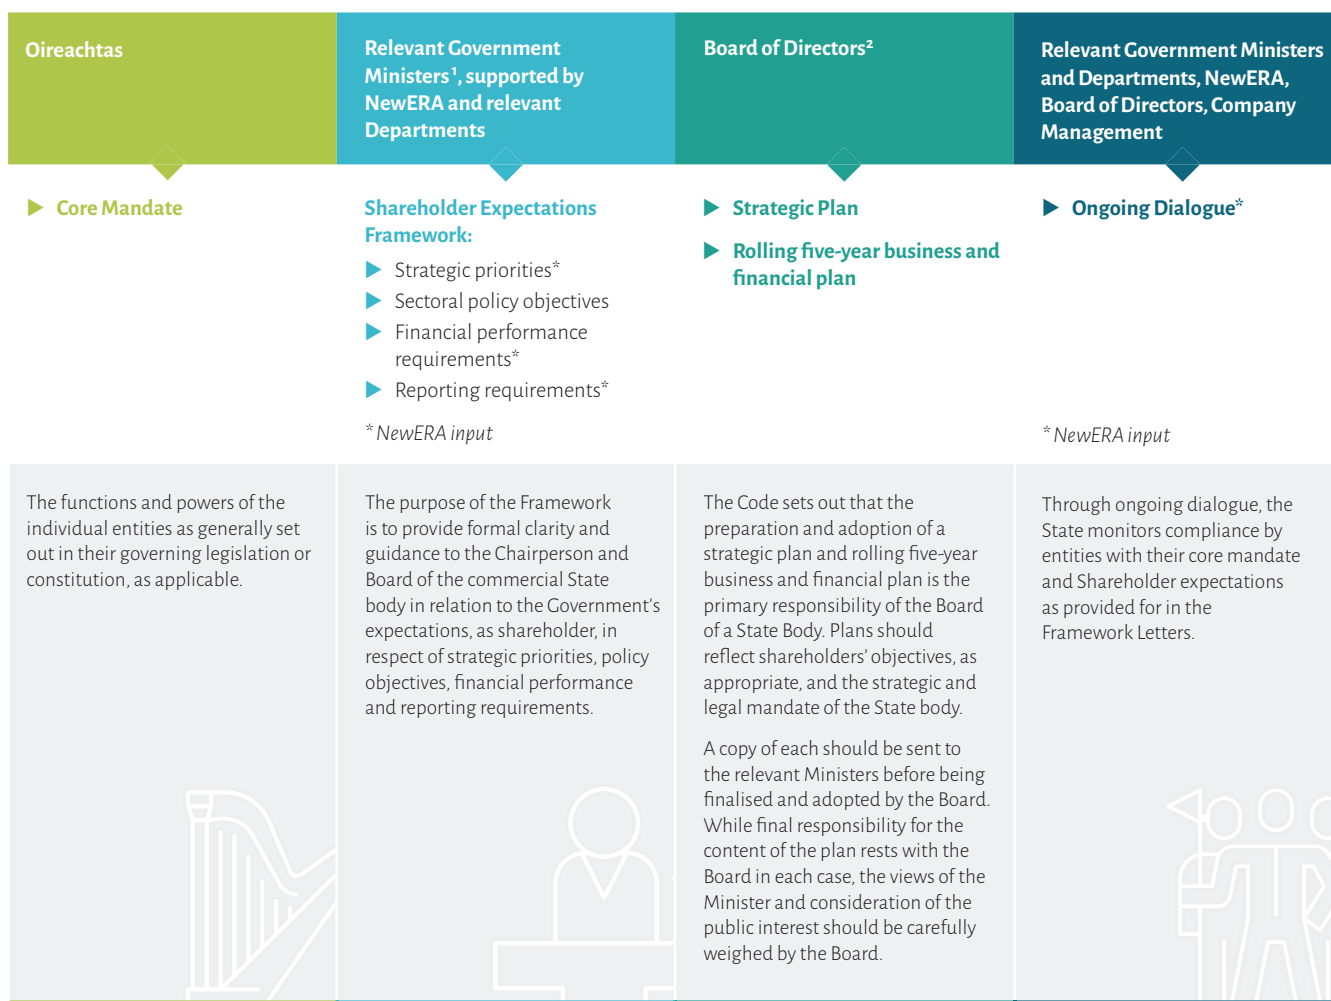 Oireachtas
Relevant Government
Ministers¹, supported by
NewERA and relevant
Departments
Board of Directors²
Relevant Government Ministers
and Departments, NewERA,
Board of Directors, Company
Management
Core Mandate
Shareholder Expectations
Framework:
Strategic priorities*
Sectoral policy objectives
Financial performance
requirements*
Reporting requirements*
* NewERA input
Strategic Plan
Rolling five-year business and
financial plan
Ongoing Dialogue*
* NewERA input
The functions and powers of the
individual entities as generally set
out in their governing legislation or
constitution, as applicable.
The purpose of the Framework
is to provide formal clarity and
guidance to the Chairperson and
Board of the commercial State
body in relation to the Government's
expectations, as shareholder, in
respect of strategic priorities, policy
objectives, financial performance
and reporting requirements.
The Code sets out that the
preparation and adoption of a
strategic plan and rolling five-year
business and financial plan is the
primary responsibility of the Board
of a State Body. Plans should
reflect shareholders’ objectives, as
appropriate, and the strategic and
legal mandate of the State body.
A copy of each should be sent to
the relevant Ministers before being
finalised and adopted by the Board.
While final responsibility for the
content of the plan rests with the
Board in each case, the views of the
Minister and consideration of the
public interest should be carefully
weighed by the Board.
Through ongoing dialogue, the
State monitors compliance by
entities with their core mandate
and Shareholder expectations
as provided for in the
Framework Letters.